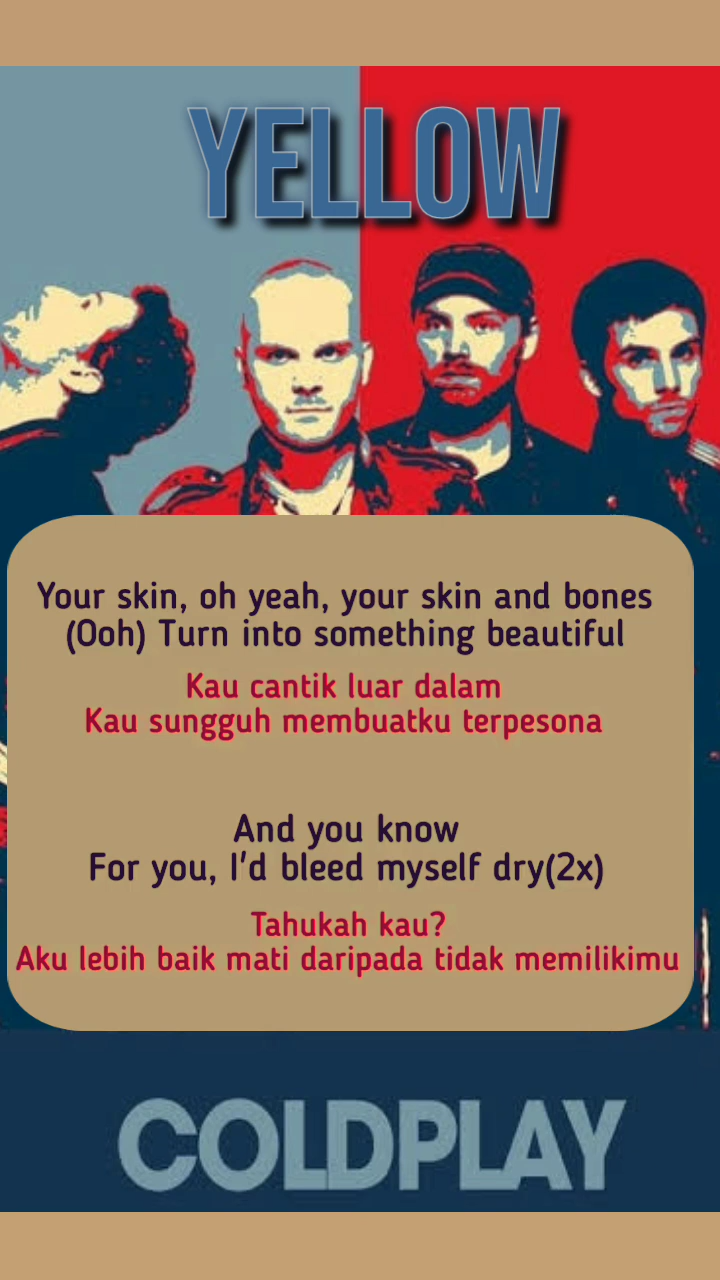 YELLOW
Your skin, oh yeah, your skin and bones
(Ooh) Turn into something beautiful
Kau cantik luar dalam
Kau sungguh membuatku terpesona
And you know
For you, I'd bleed myself dry(2x)
Tahukah kau?
Aku lebih baik mati daripada tidak memilikimu
COLDPLAY